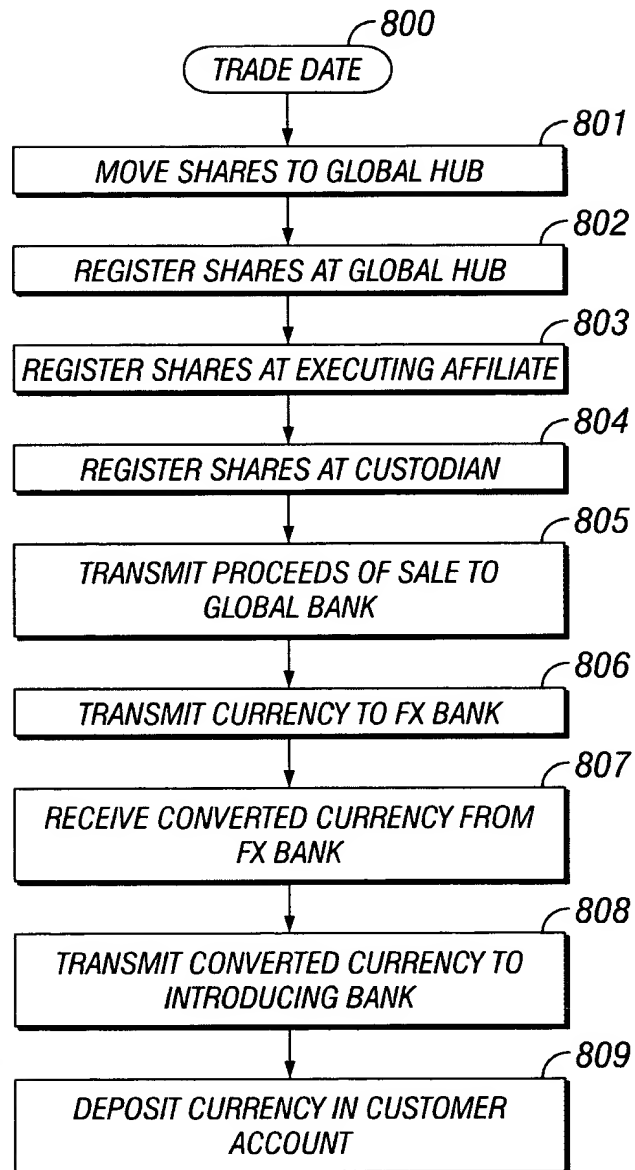 800
TRADE DATE
801
MOVE SHARES TO GLOBAL HUB
802
REGISTER SHARES AT GLOBAL HUB
803
REGISTER SHARES AT EXECUTING AFFILIATE
804
REGISTER SHARES AT CUSTODIAN
805
TRANSMIT PROCEEDS OF SALE TO
GLOBAL BANK
806
TRANSMIT CURRENCY TO FX BANK
807
RECEIVE CONVERTED CURRENCY FROM
FX BANK
808
TRANSMIT CONVERTED CURRENCY TO
INTRODUCING BANK
809
DEPOSIT CURRENCY IN CUSTOMER
ACCOUNT